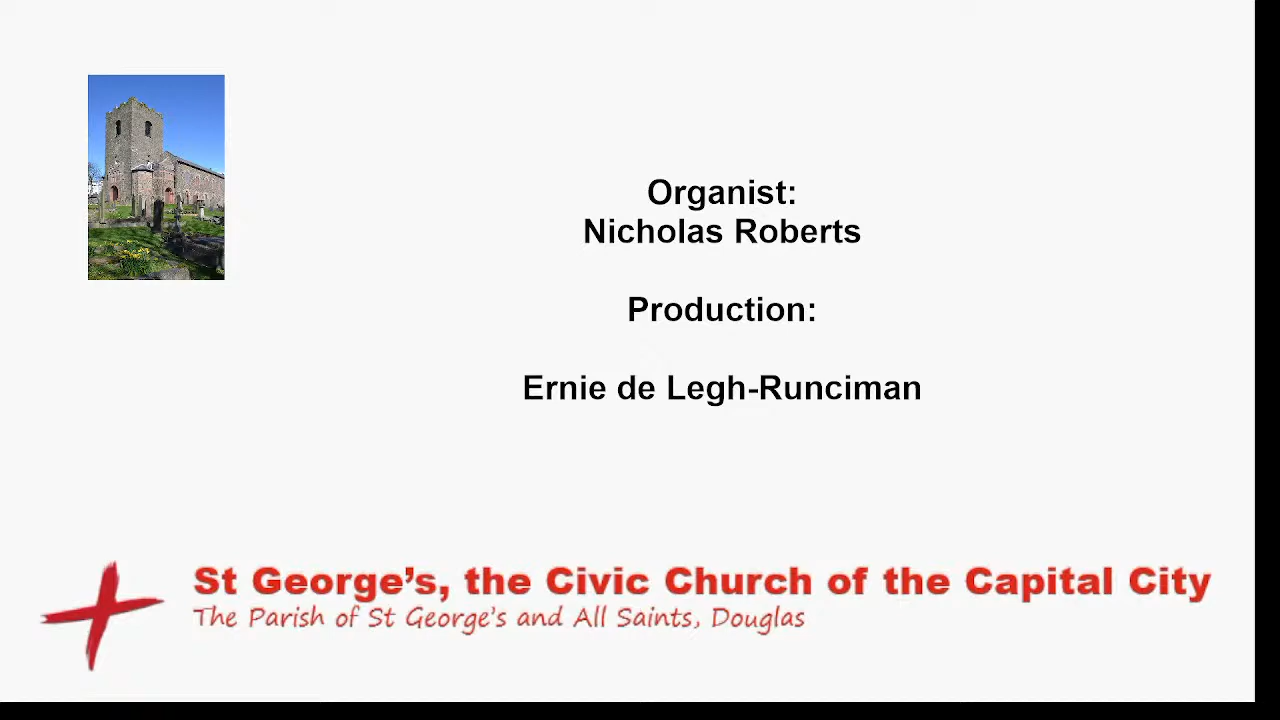 Organist:
Nicholas Roberts
Production:
Ernie de Legh-Runciman
St George's, the Civic Church of the Capital City
The Parish of St George's and All Saints, Douglas